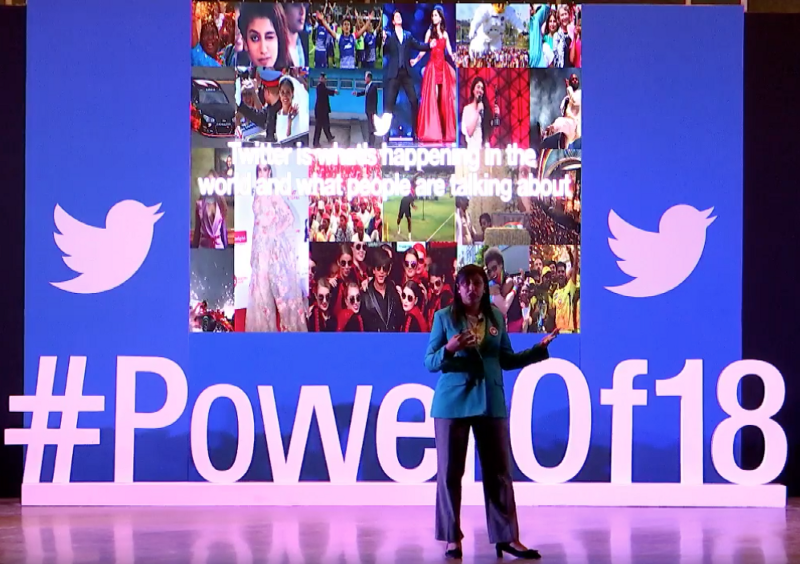 Twitter is what's happening in the
world and what people are talking about
#PowerOf18